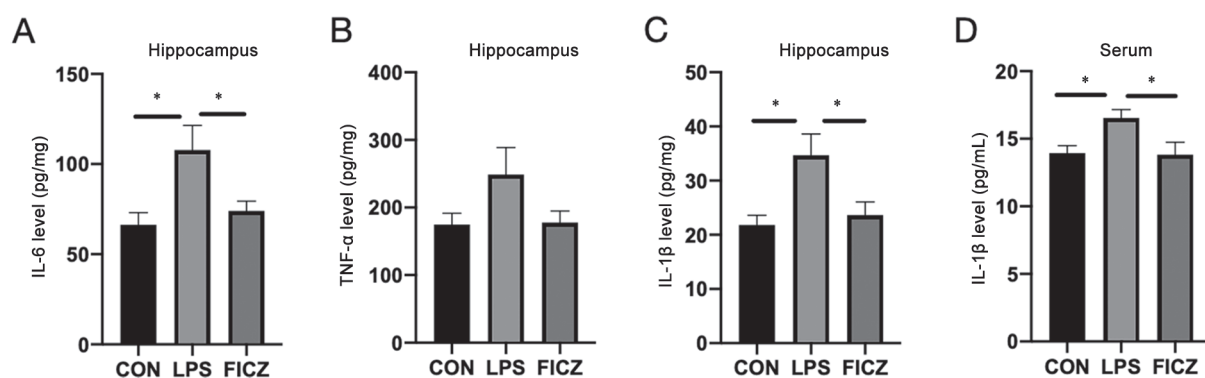 A
Hippocampus
IL-6 level (pg/mg)
150
100
50
0
* *
CON LPS FICZ
B
Hippocampus
TNF-α level (pg/mg)
400
300
200
100
0
CON LPS FICZ
C
Hippocampus
IL-1β level (pg/mg)
50
40
30
20
10
0
* *
CON LPS FICZ
D
Serum
IL-1β level (pg/mL)
20
15
10
5
0
* *
CON LPS FICZ